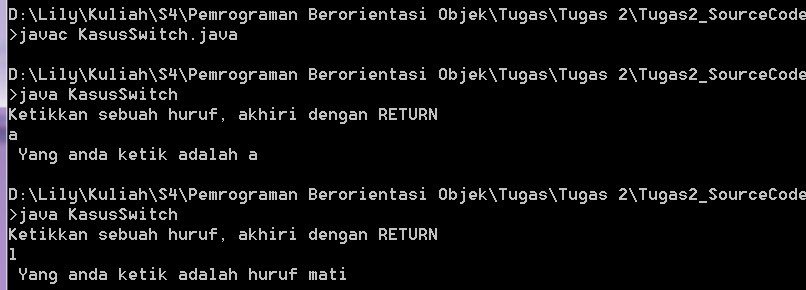 D:\Lily\Kuliah\S4\Pemrograman Berorientasi Objek\Tugas\Tugas 2\Tugas2_SourceCode
>javac KasusSwitch.java
D:\Lily\Kuliah\S4\Pemrograman Berorientasi Objek\Tugas\Tugas 2\Tugas2_SourceCode
>java KasusSwitch
Ketikkan sebuah huruf, akhiri dengan RETURN
a
Yang anda ketik adalah a
D:\Lily\Kuliah\S4\Pemrograman Berorientasi Objek\Tugas\Tugas 2\Tugas2_SourceCode
>java KasusSwitch
Ketikkan sebuah huruf, akhiri dengan RETURN
l
Yang anda ketik adalah huruf mati